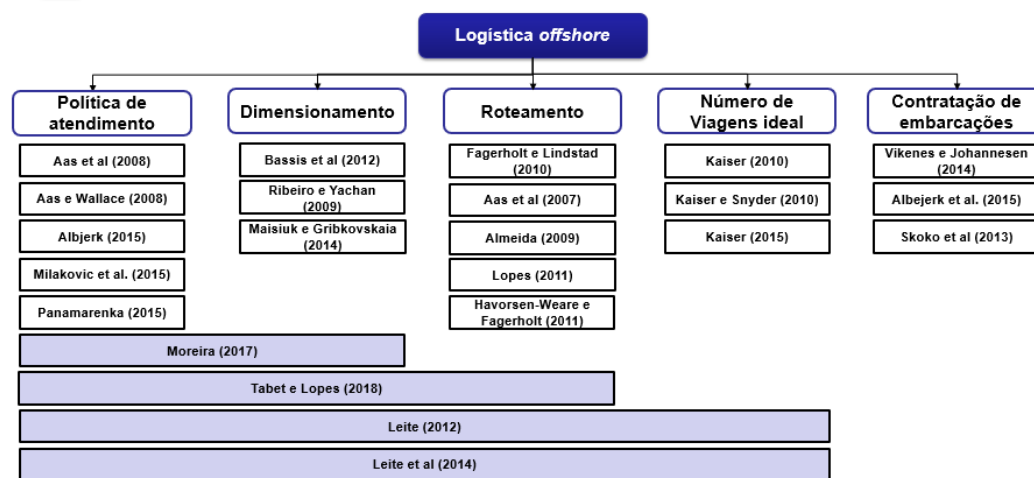 Logística offshore
Política de
atendimento
Dimensionamento
Roteamento
Número de
Viagens ideal
Contratação de
embarcações
Aas et al (2008)
Aas e Wallace (2008)
Albjerk (2015)
Milakovic et al. (2015)
Panamarenka (2015)
Bassis et al (2012)
Ribeiro e Yachan
(2009)
Maisiuk e Gribkovskaia
(2014)
Fagerholt e Lindstad
(2010)
Aas et al (2007)
Almeida (2009)
Lopes (2011)
Havorsen-Weare e
Fagerholt (2011)
Kaiser (2010)
Kaiser e Snyder (2010)
Kaiser (2015)
Vikenes e Johannesen
(2014)
Albejerk et al. (2015)
Skoko et al (2013)
Moreira (2017)
Tabet e Lopes (2018)
Leite (2012)
Leite et al (2014)